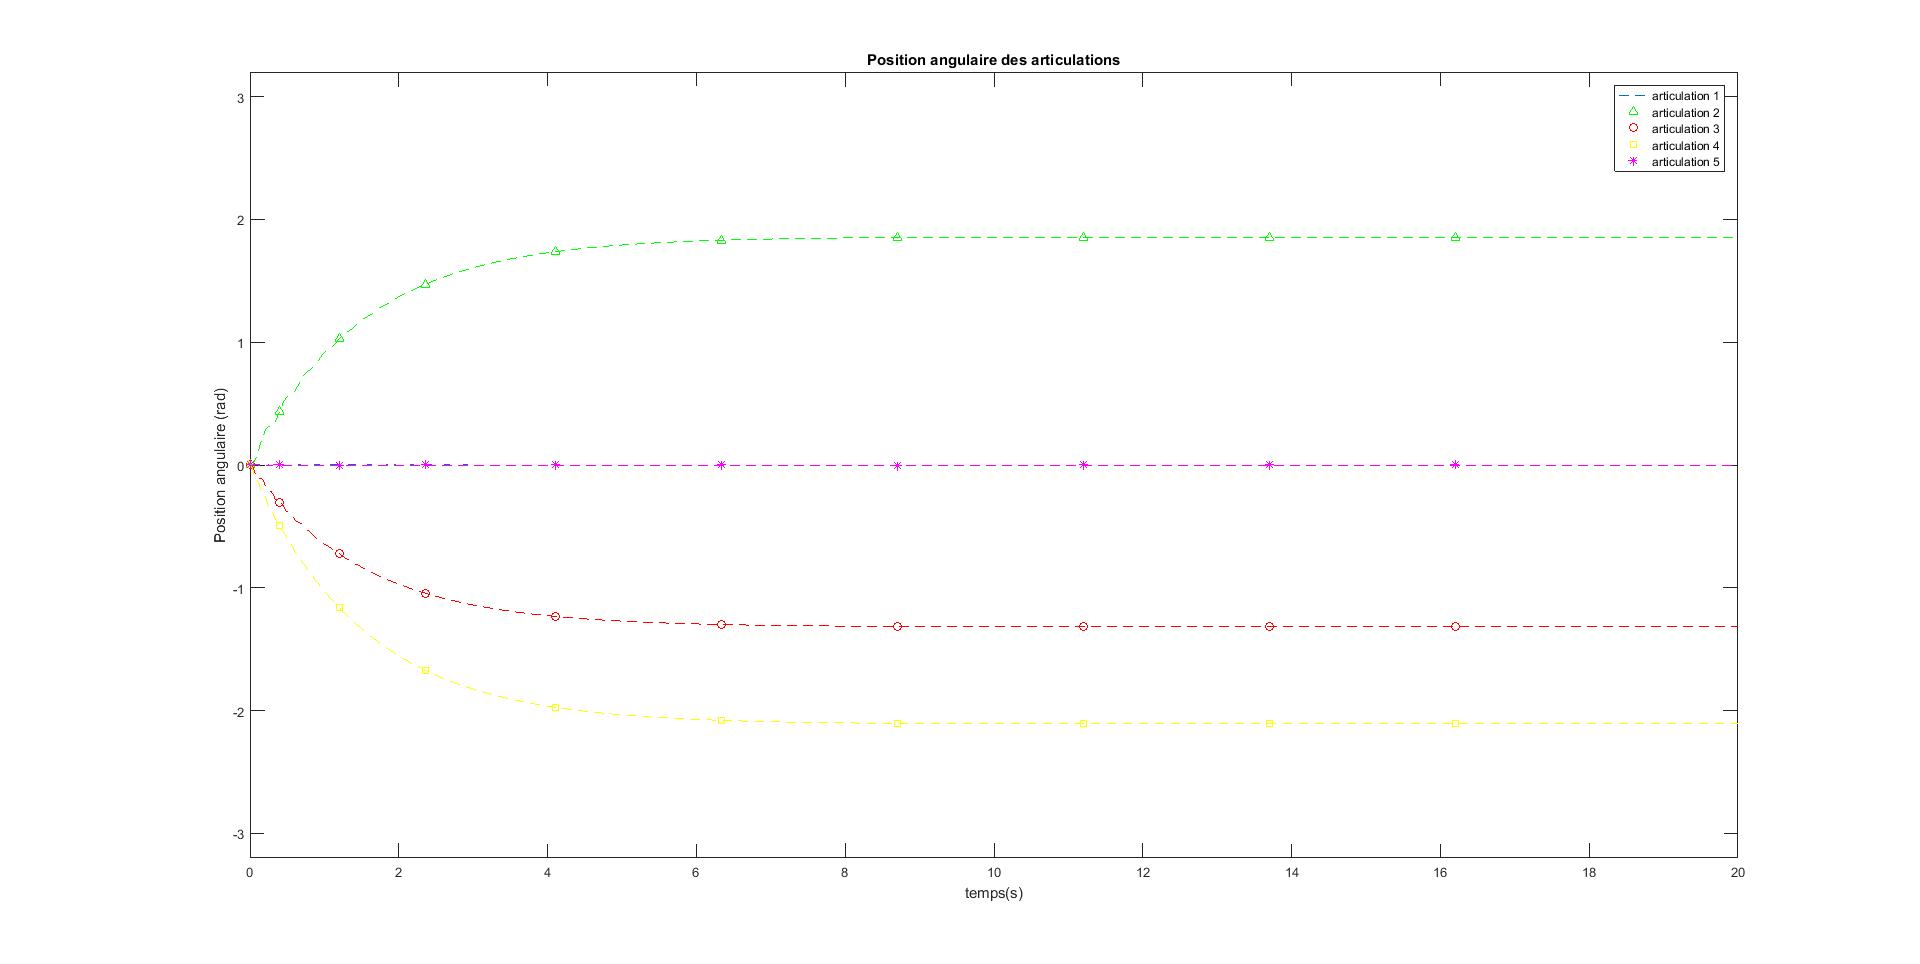 Position angulaire des articulations
articulation 1
articulation 2
articulation 3
articulation 4
articulation 5
Position angulaire (rad)
3
2
1
0
-1
-2
-3
0 2 4 6 8 10 12 14 16 18 20
temps(s)